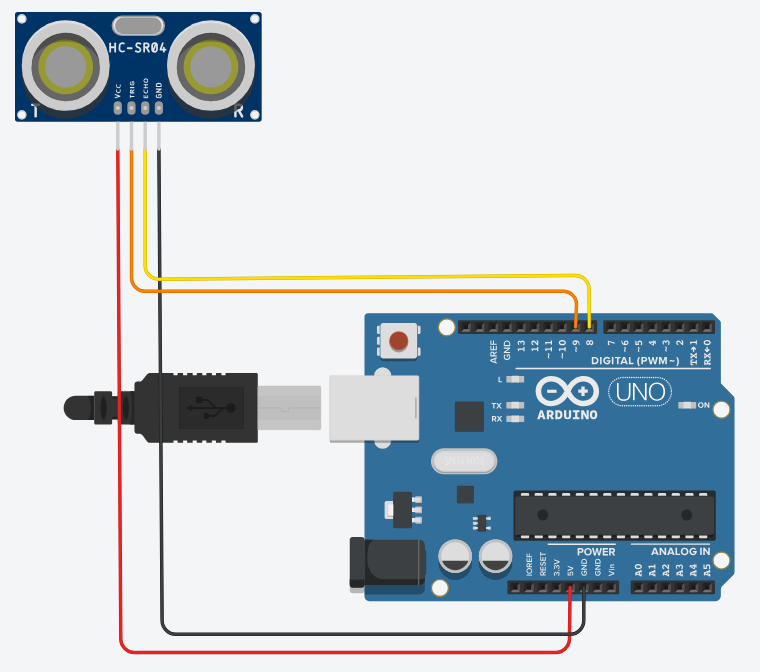 HC-SR04
VCC
TRIG
ECHO
GND
T
R
AREF
GND
13
12
~11
~10
~9
8
7
~6
~5
4
~3
2
TX→1
RX←0
DIGITAL (PWM~)
L
TX
RX
ARDUINO
UNO
ON
POWER
ANALOG IN
IOREF
RESET
3.3V
5V
GND
GND
Vin
A0
A1
A2
A3
A4
A5